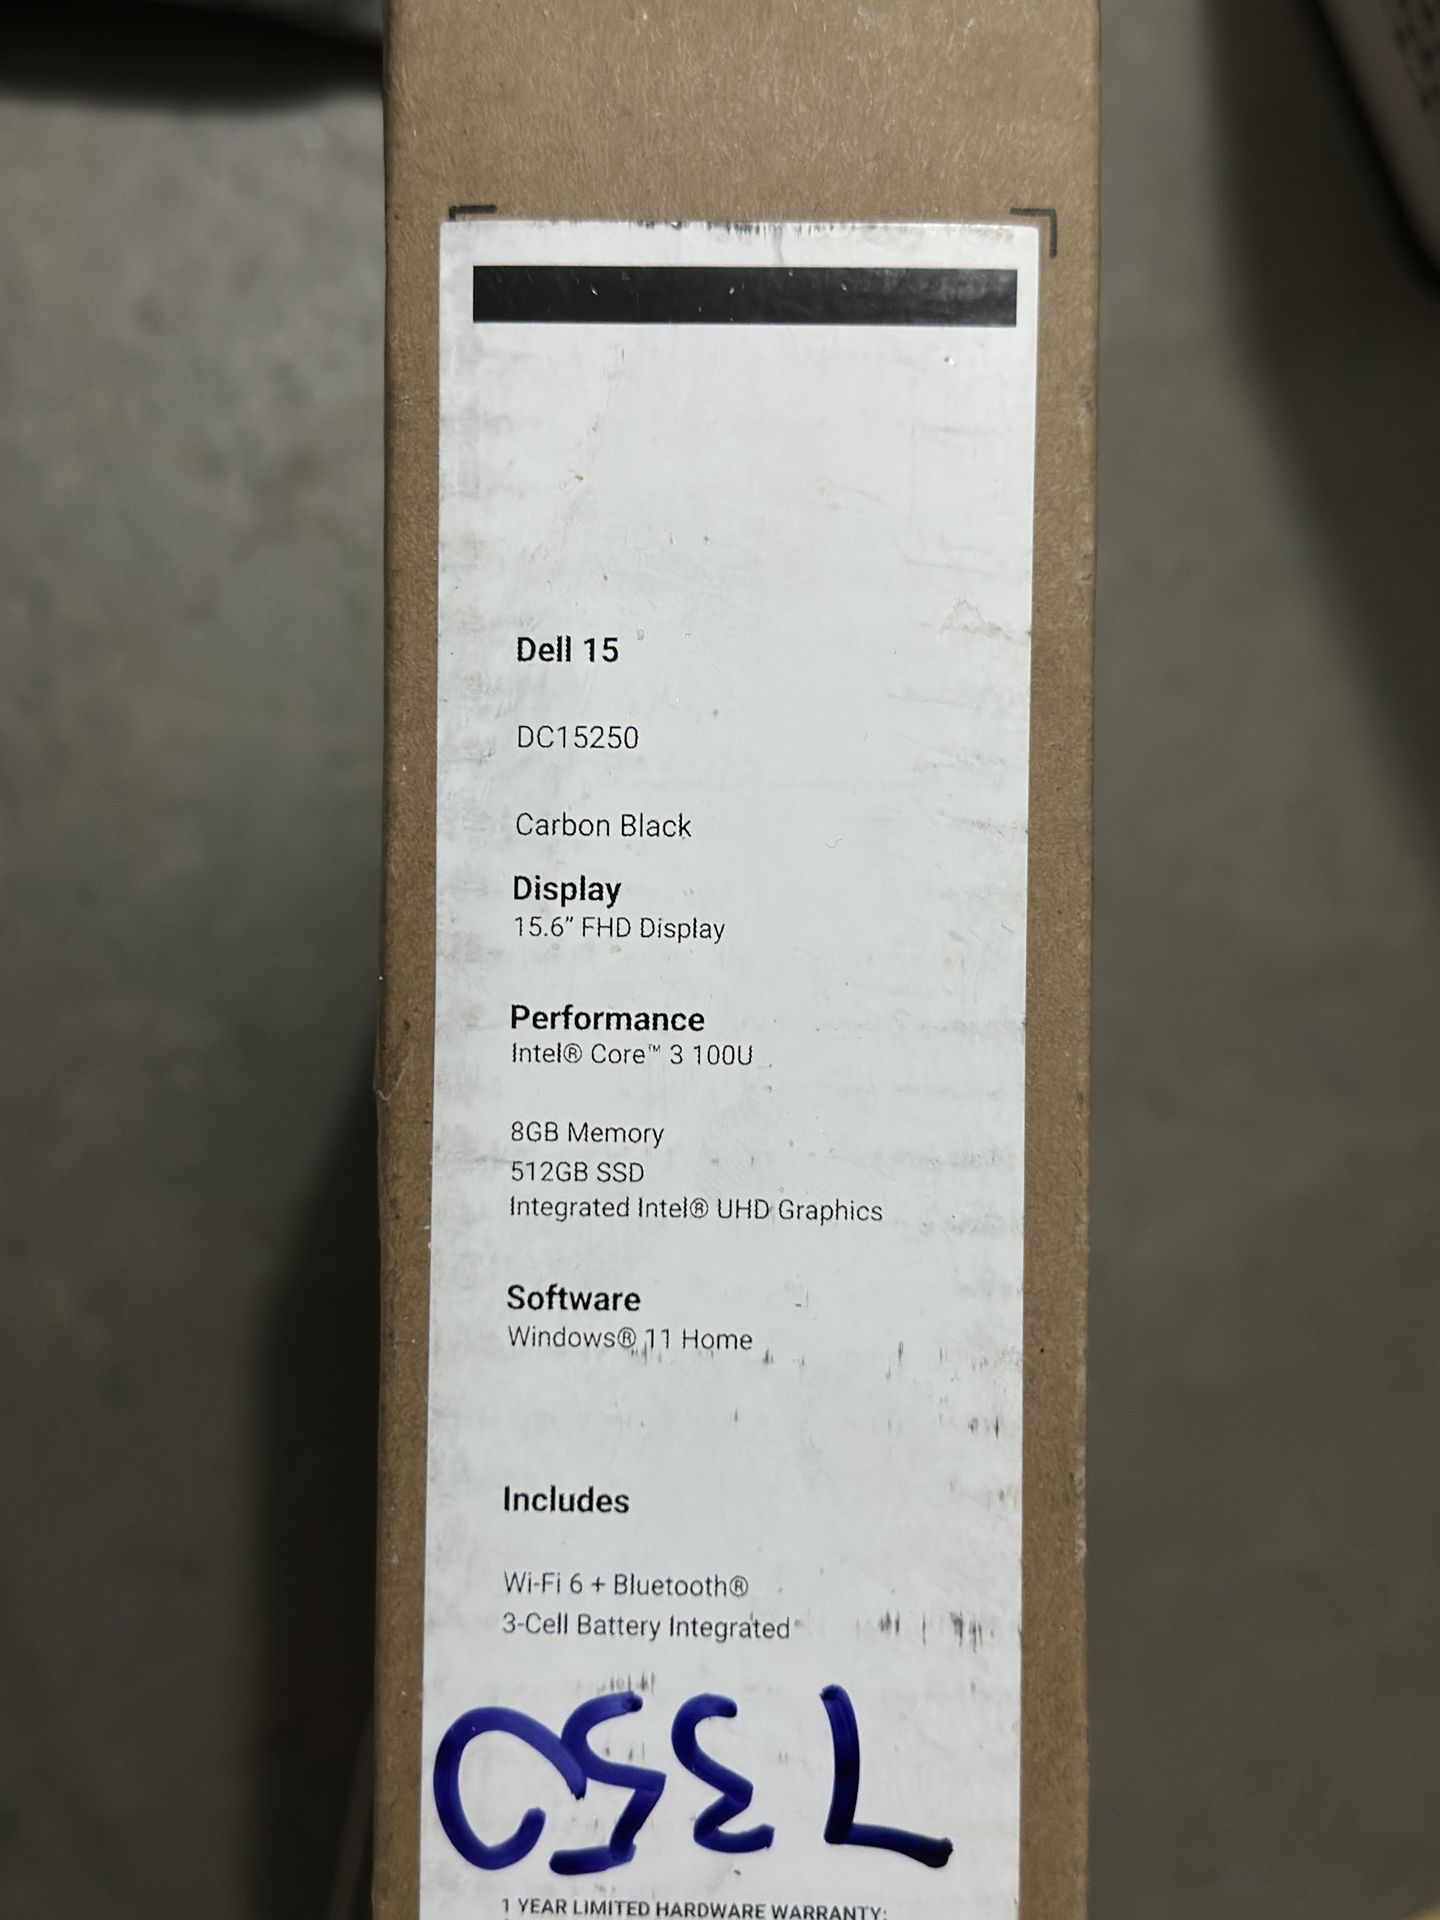 Dell 15
DC15250
Carbon Black
Display
15.6” FHD Display
Performance
Intel® Core™ 3 100U
8GB Memory
512GB SSD
Integrated Intel® UHD Graphics
Software
Windows® 11 Home
Includes
Wi-Fi 6 + Bluetooth®
3-Cell Battery Integrated
7350
1 YEAR LIMITED HARDWARE WARRANTY: